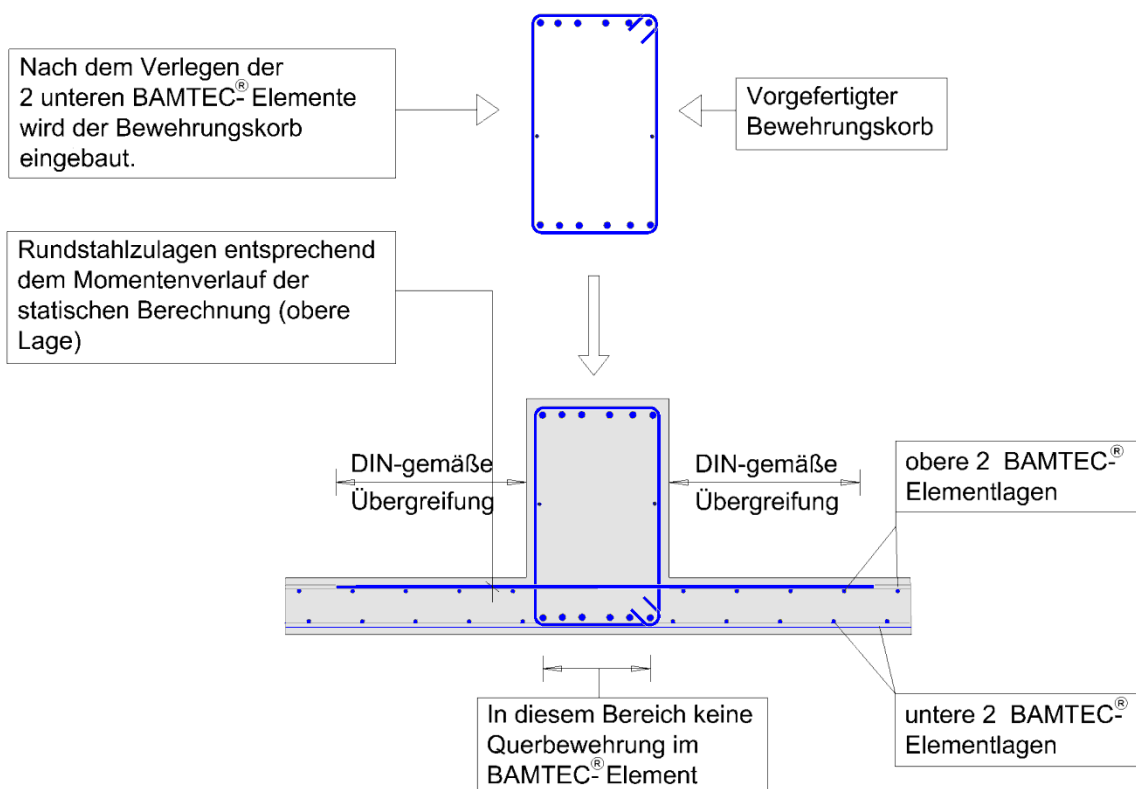 Nach dem Verlegen der
2 unteren BAMTEC-® Elemente
wird der Bewehrungskorb
eingebaut.
Vorgefertigter
Bewehrungskorb
Rundstahlzulagen entsprechend
dem Momentenverlauf der
statischen Berechnung (obere
Lage)
DIN-gemäße
Übergreifung
DIN-gemäße
Übergreifung
obere 2 BAMTEC-®
Elementlagen
untere 2 BAMTEC-®
Elementlagen
In diesem Bereich keine
Querbewehrung im
BAMTEC-® Element